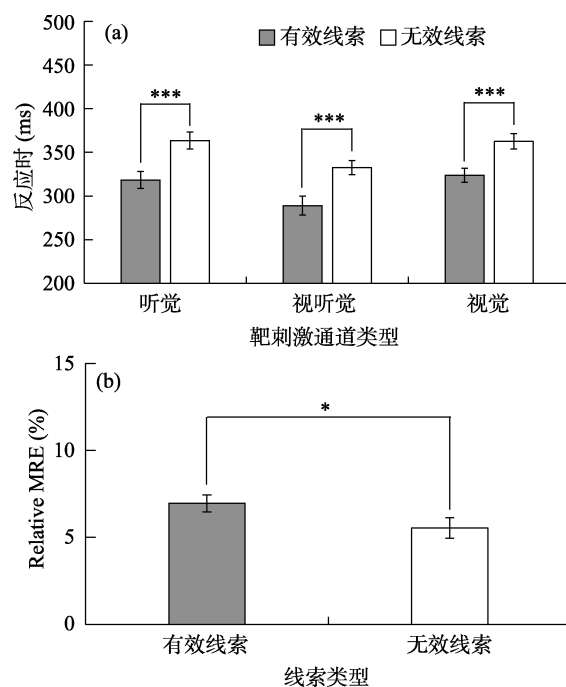 (a)
有效线索 无效线索
500
450
400
350
300
250
200
反应时 (ms)
*** *** ***
听觉 视听觉 视觉
靶刺激通道类型
(b)
15
10
5
0
Relative MRE (%)
*
有效线索 无效线索
线索类型